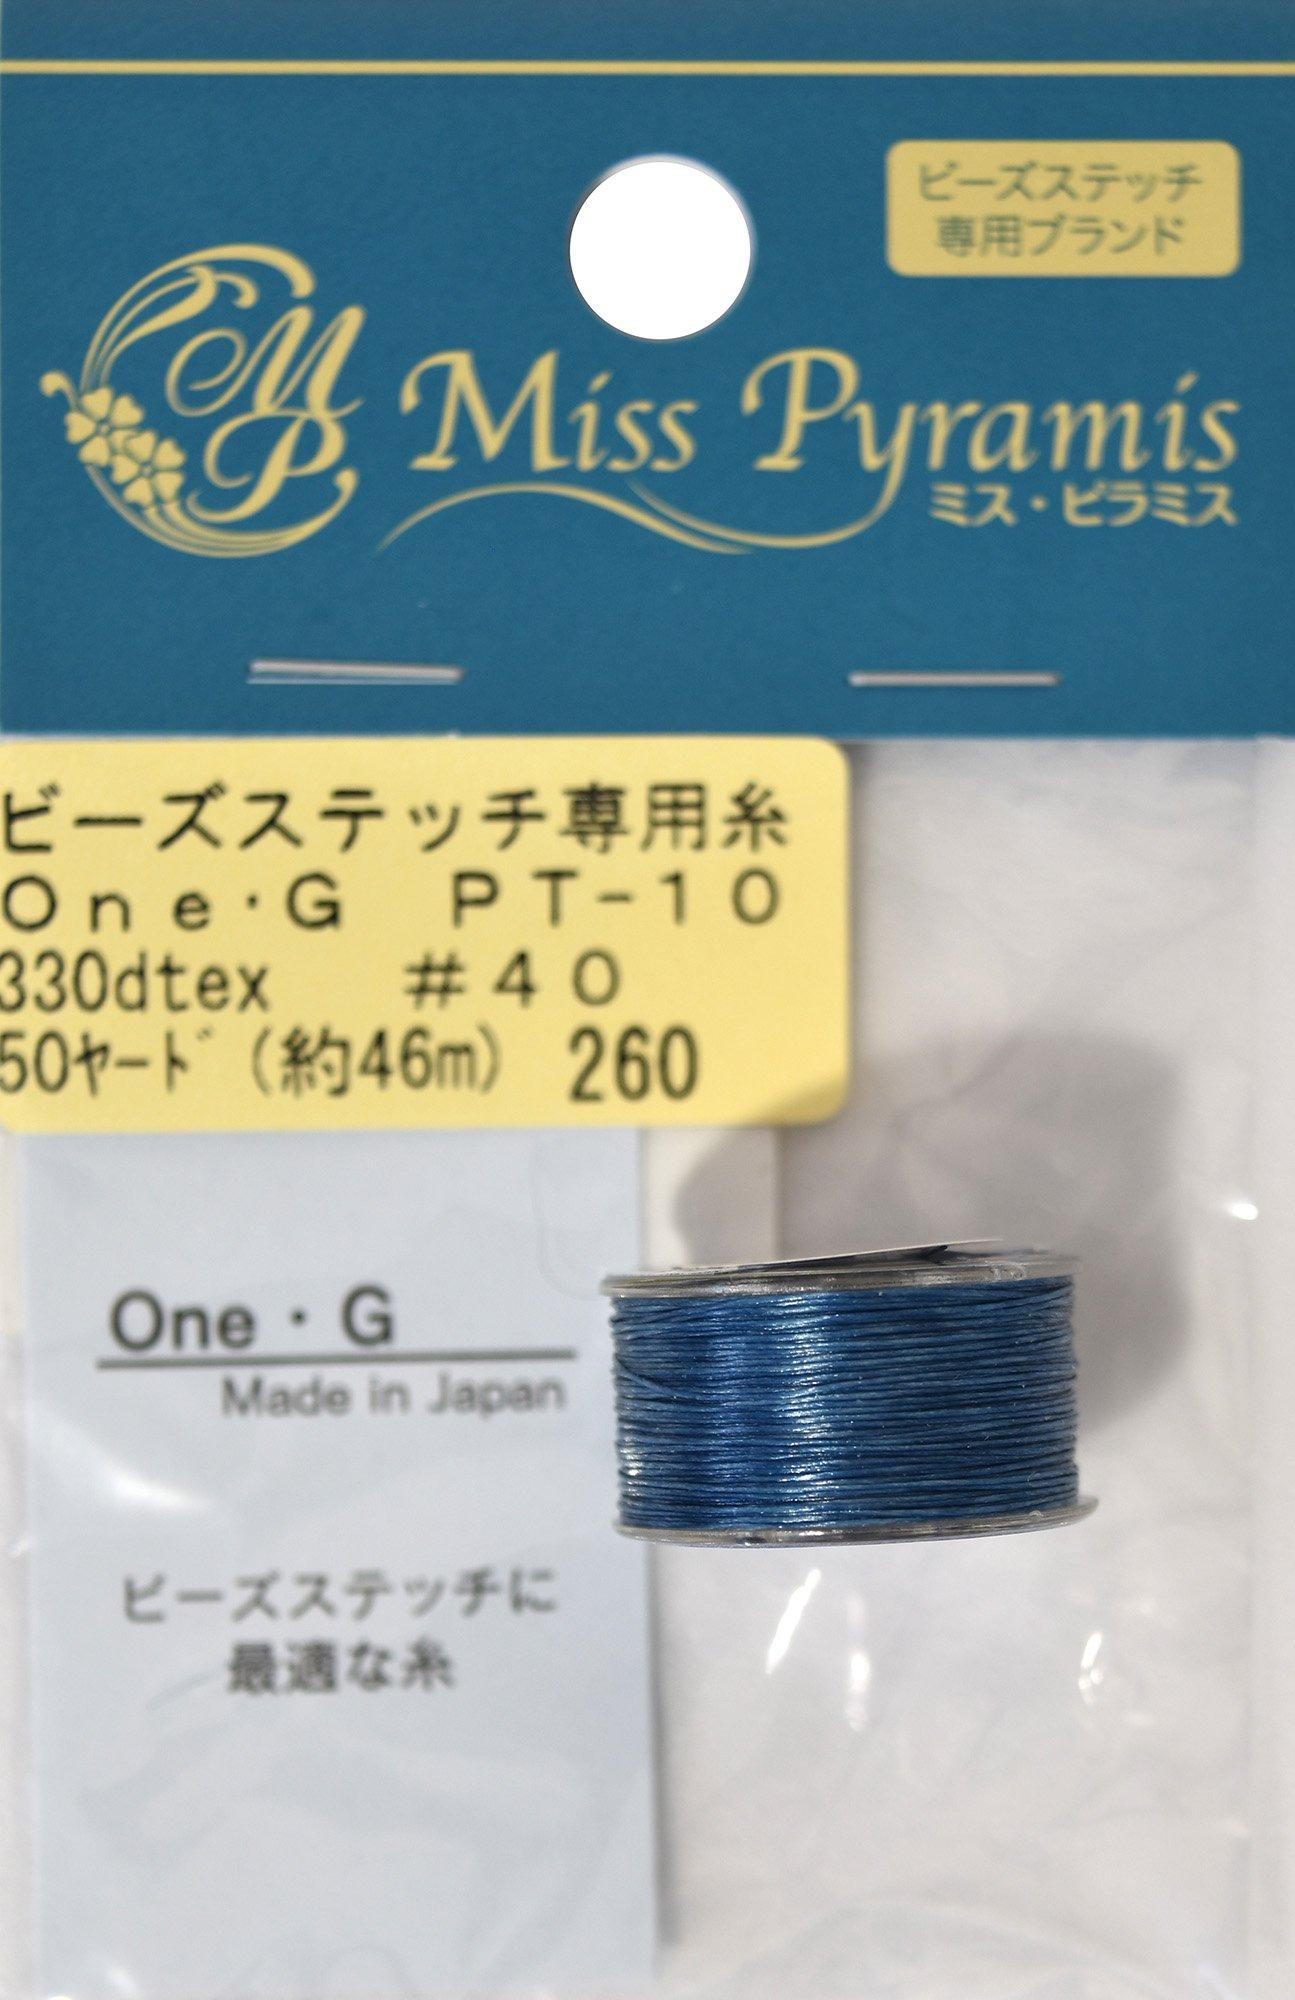 ビーズステッチ
専用ブランド
MP
Miss Pyramis
ミス・ピラミス
ビーズステッチ専用糸
One・G PT-10
330dtex #40
50ﾔｰﾄﾞ (約46m) 260
One・G
Made in Japan
ビーズステッチに
最適な糸